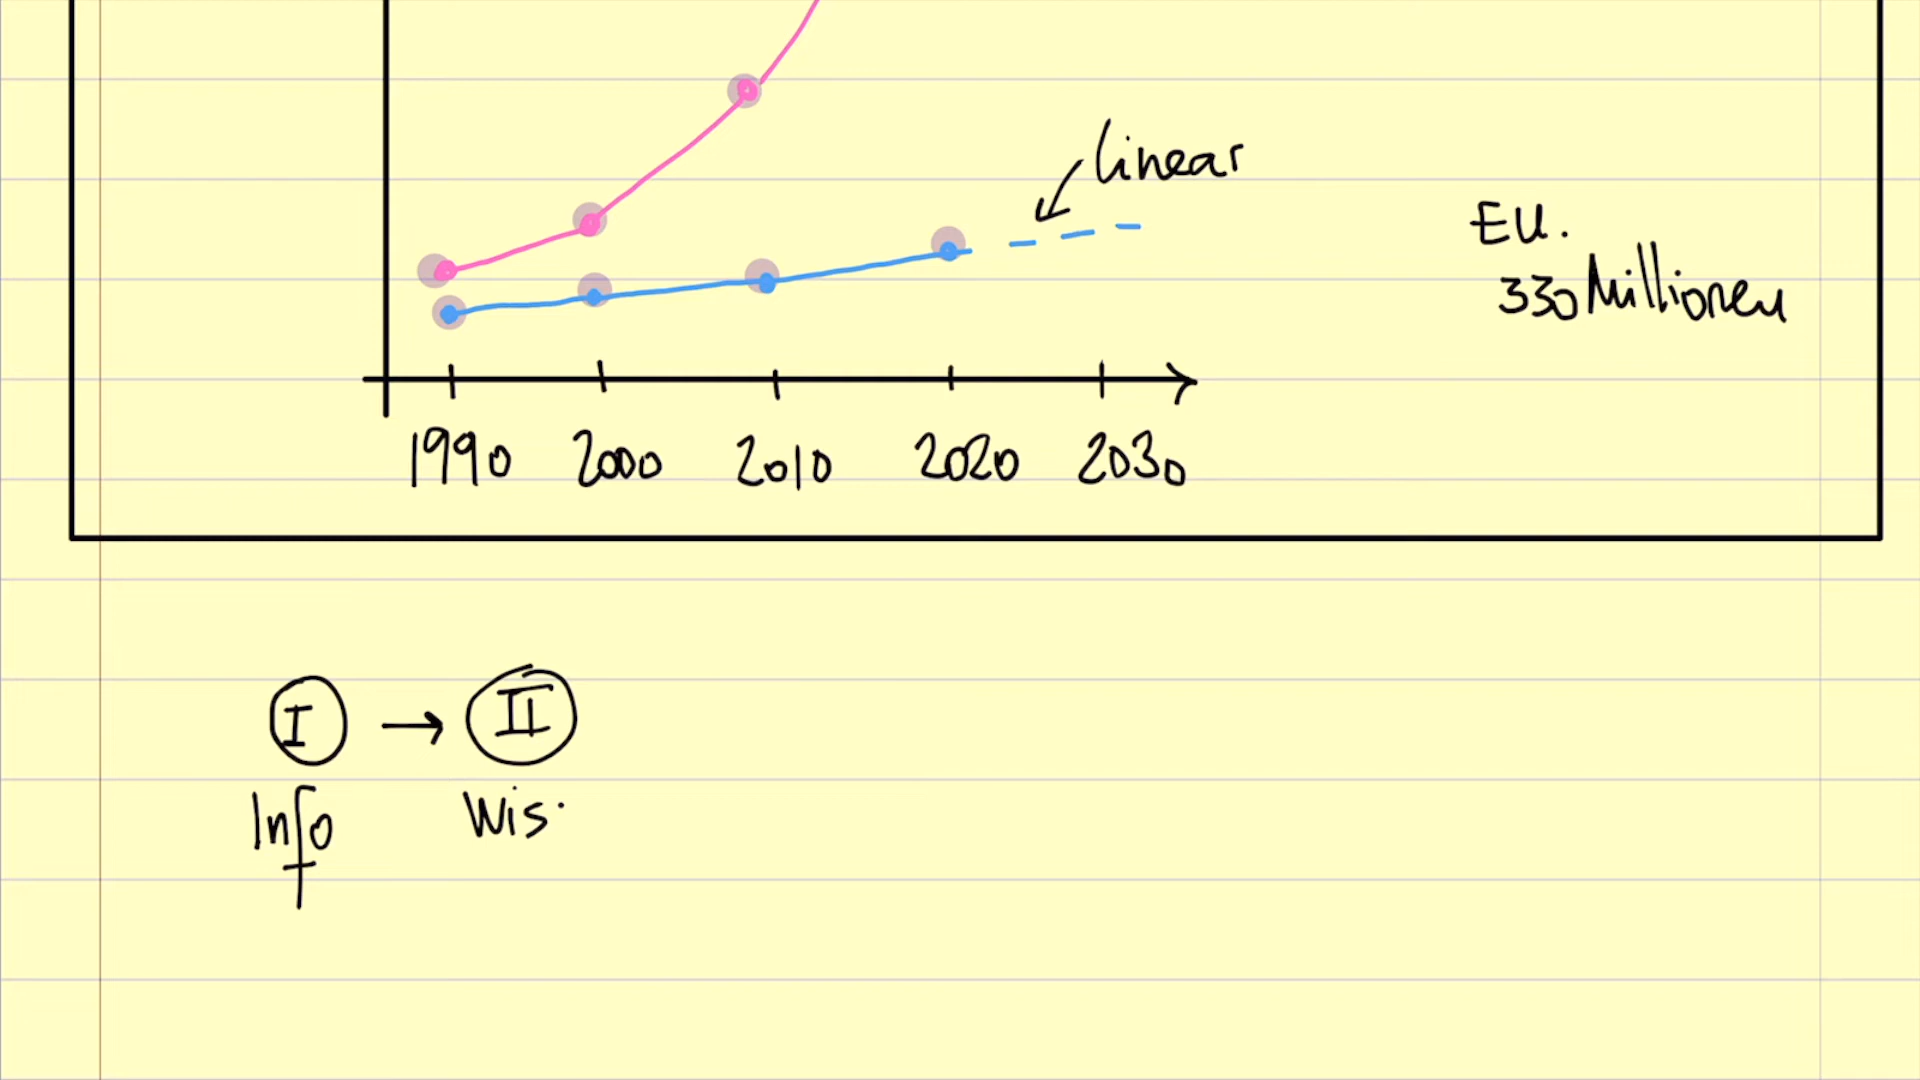 linear
EU.
330 Millionen
1990 2000 2010 2020 2030
I → II
Info Wis.